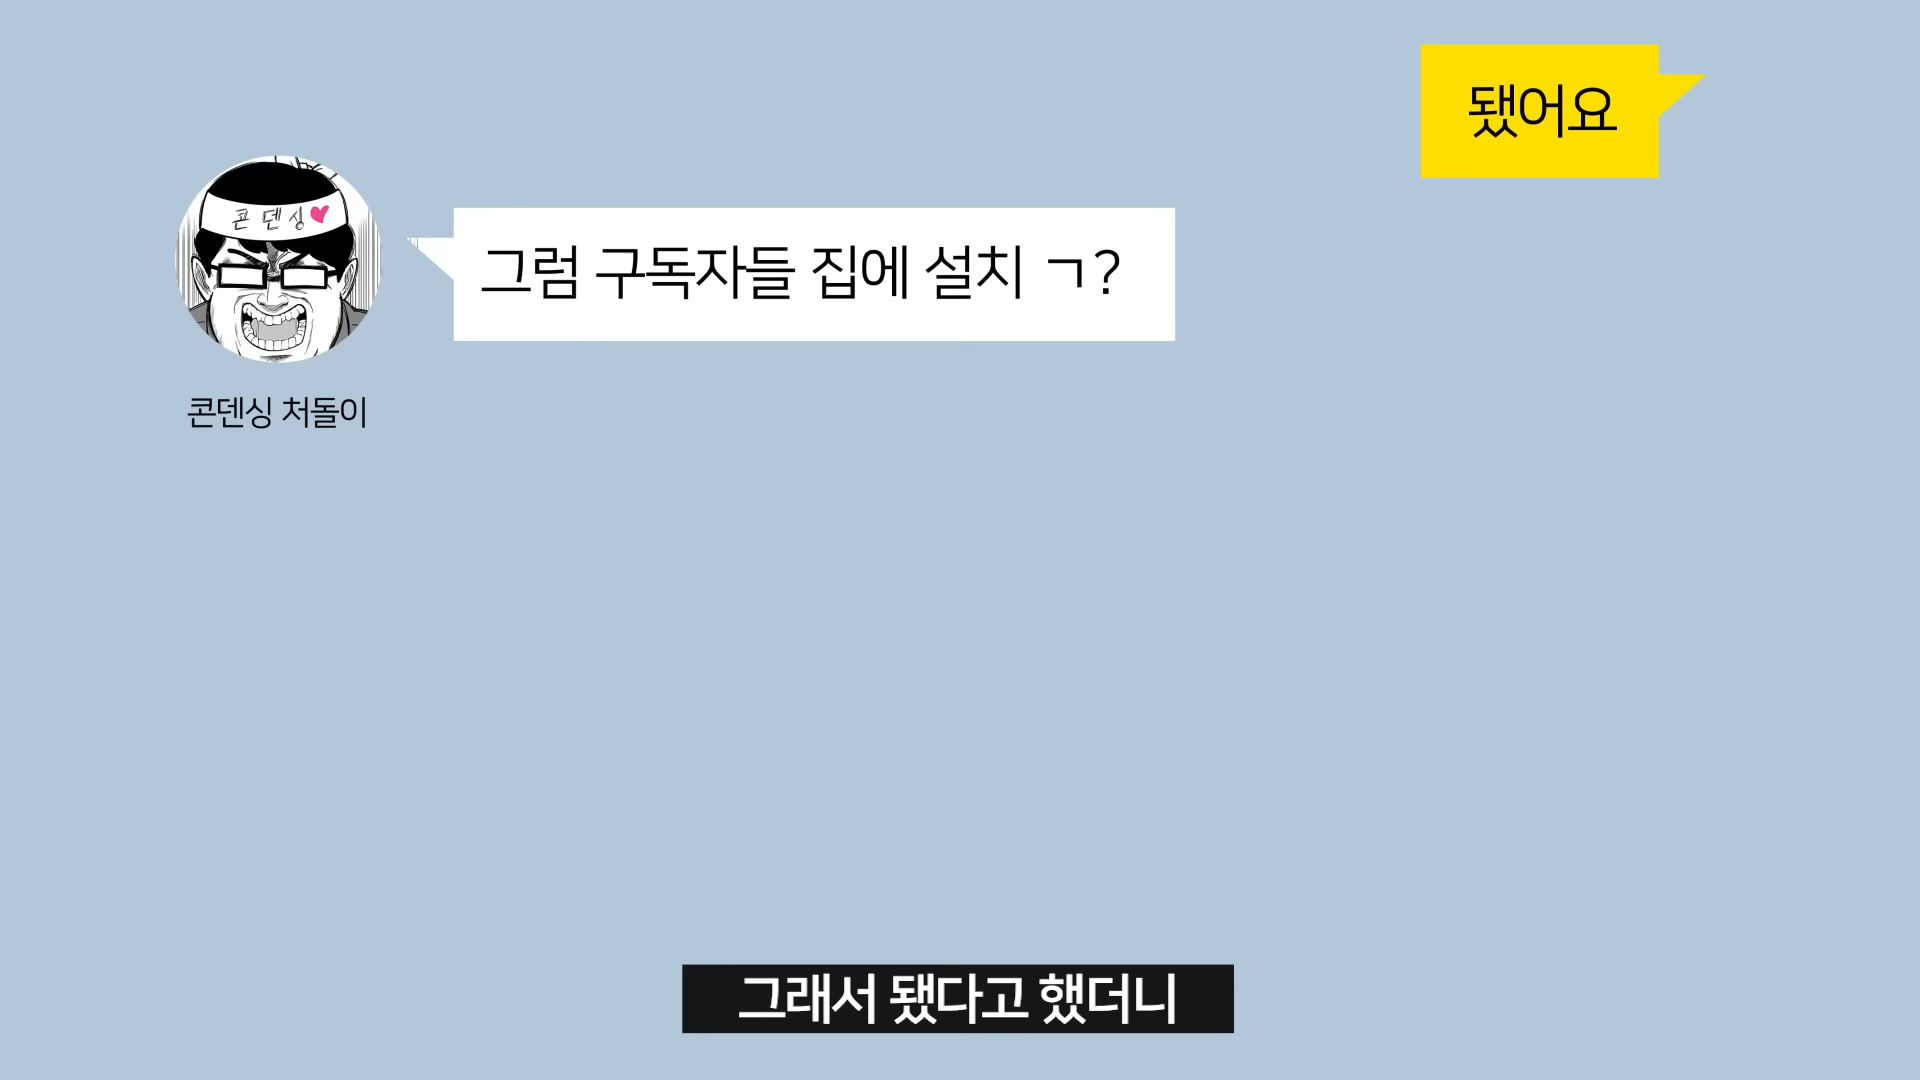 됐어요
콘덴싱
그럼 구독자들 집에 설치 ㄱ?
콘덴싱 처돌이
그래서 됐다고 했더니